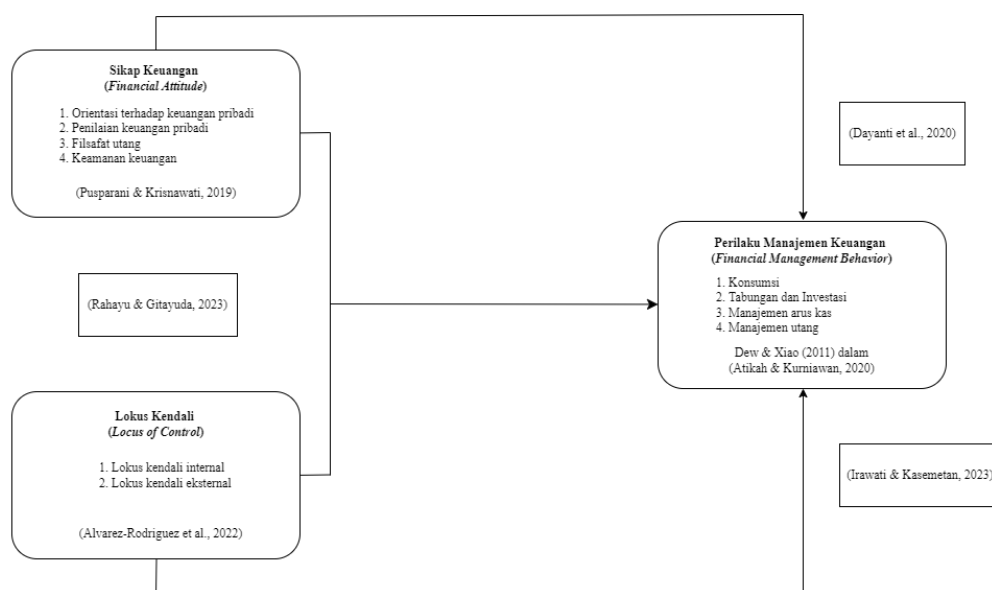 Sikap Keuangan
(Financial Attitude)
1. Orientasi terhadap keuangan pribadi
2. Penilaian keuangan pribadi
3. Filsafat utang
4. Keamanan keuangan
(Pusparani & Krisnawati, 2019)
(Rahayu & Gitayuda, 2023)
Lokus Kendali
(Locus of Control)
1. Lokus kendali internal
2. Lokus kendali eksternal
(Alvarez-Rodriguez et al., 2022)
(Dayanti et al., 2020)
Perilaku Manajemen Keuangan
(Financial Management Behavior)
1. Konsumsi
2. Tabungan dan Investasi
3. Manajemen arus kas
4. Manajemen utang
Dew & Xiao (2011) dalam
(Atikah & Kurniawan, 2020)
(Irawati & Kasemetan, 2023)